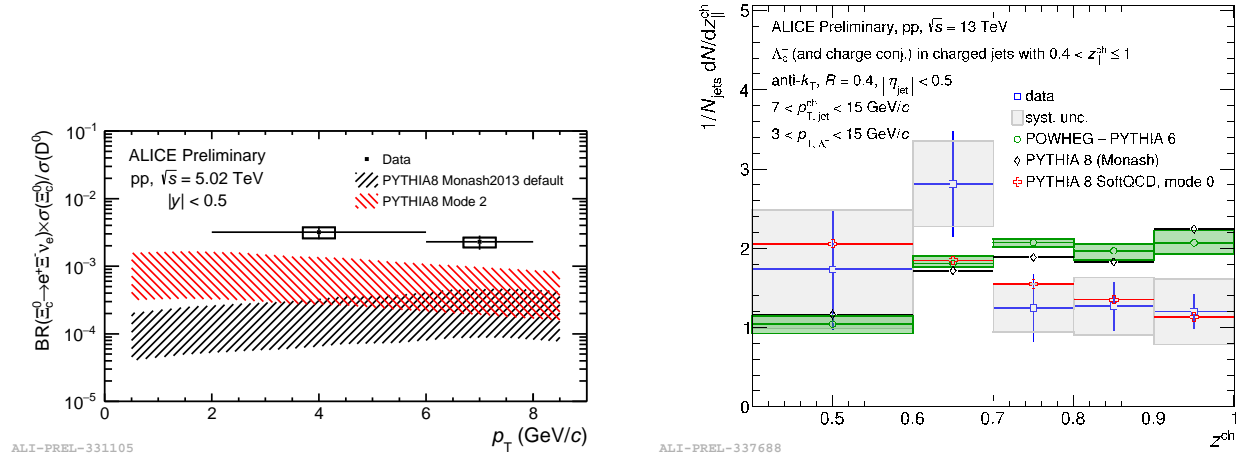 ALICE Preliminary
pp, √s = 5.02 TeV
|y| < 0.5
Data
PYTHIA8 Monash2013 default
PYTHIA8 Mode 2
BR(Ξc0→e+Ξ-νe)×σ(Ξc0)/σ(D0)
10−1
10−2
10−3
10−4
10−5
0 2 4 6 8
pT (GeV/c)
ALI-PREL-331105
ALICE Preliminary, pp, √s = 13 TeV
(and charge conj.) in charged jets with 0.4 < z||ch ≤ 1
anti-kT, R = 0.4, |ηjet| < 0.5
7 < pT, jetch < 15 GeV/c
3 < < 15 GeV/c
data
syst. unc.
POWHEG – PYTHIA 6
PYTHIA 8 (Monash)
PYTHIA 8 SoftQCD, mode 0
1/Njets dN/dz||ch
5
4
3
2
1
0
0.5 0.6 0.7 0.8 0.9 1
zch
ALI-PREL-337688